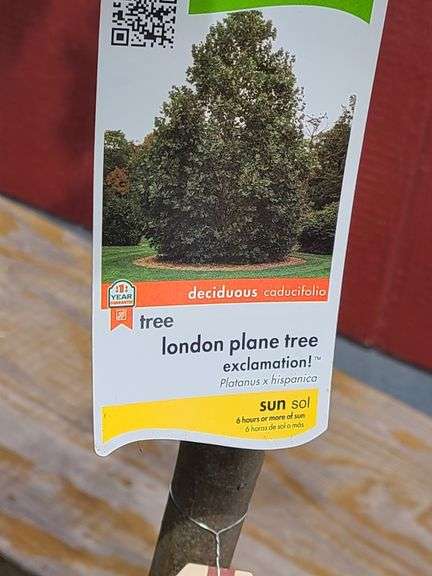 deciduous caducifolio
1
YEAR
GUARANTEE
tree
london plane tree
exclamation!™
Platanus x hispanica
sun sol
6 hours or more of sun
6 horas de sol o más